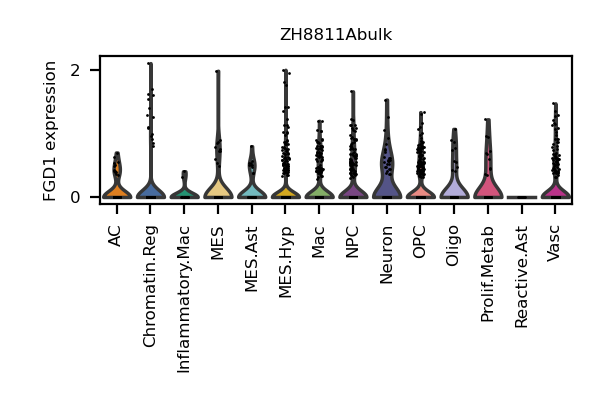 ZH8811Abulk
FGD1 expression
2
0
AC
Chromatin.Reg
Inflammatory.Mac
MES
MES.Ast
MES.Hyp
Mac
NPC
Neuron
OPC
Oligo
Prolif.Metab
Reactive.Ast
Vasc